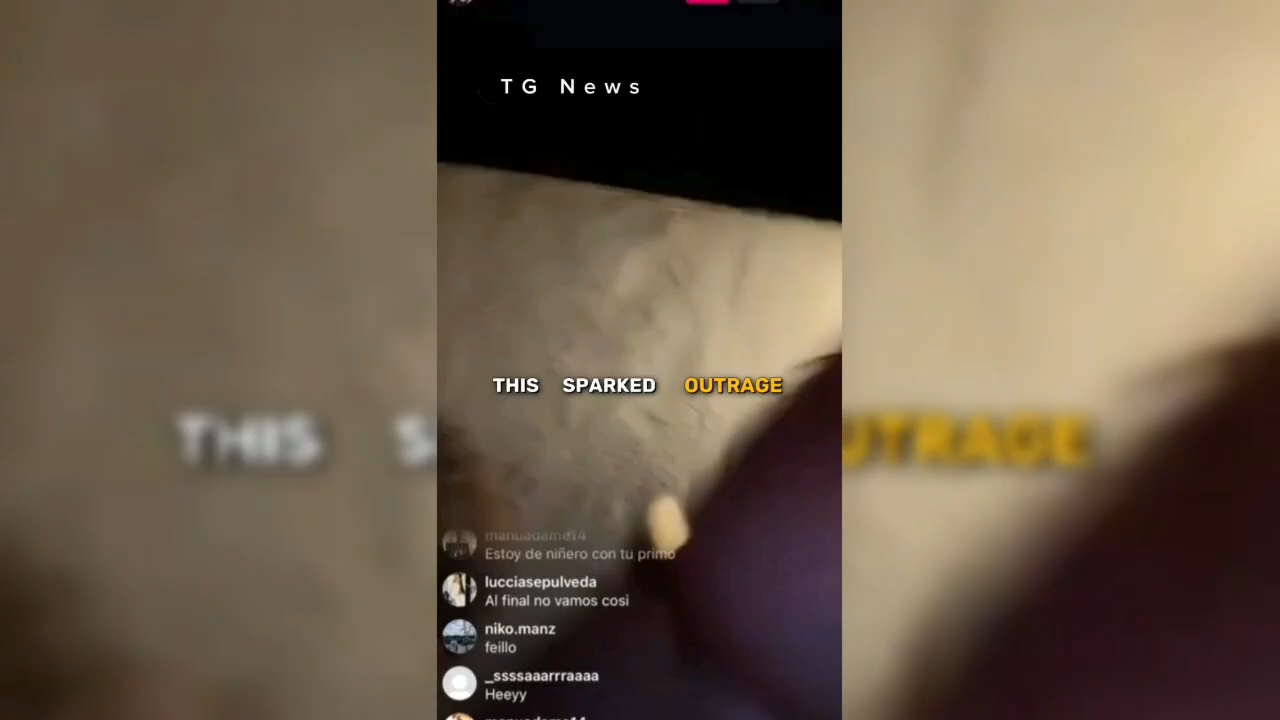 TG News
THIS SPARKED OUTRAGE
manuadame14
Estoy de niñero con tu primo
lucciasepulveda
Al final no vamos cosi
niko.manz
feillo
_ssssaaarrraaaa
Heeyy